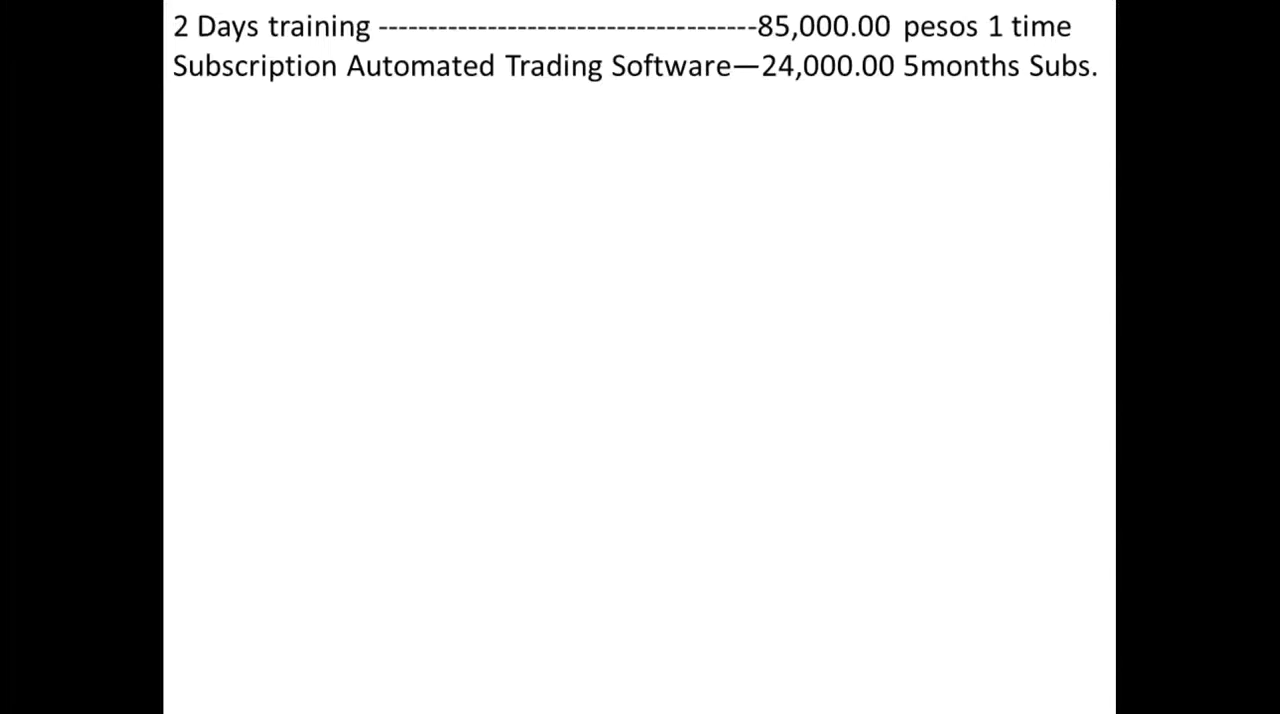 2 Days training --------------------------------------85,000.00 pesos 1 time
Subscription Automated Trading Software—24,000.00 5months Subs.